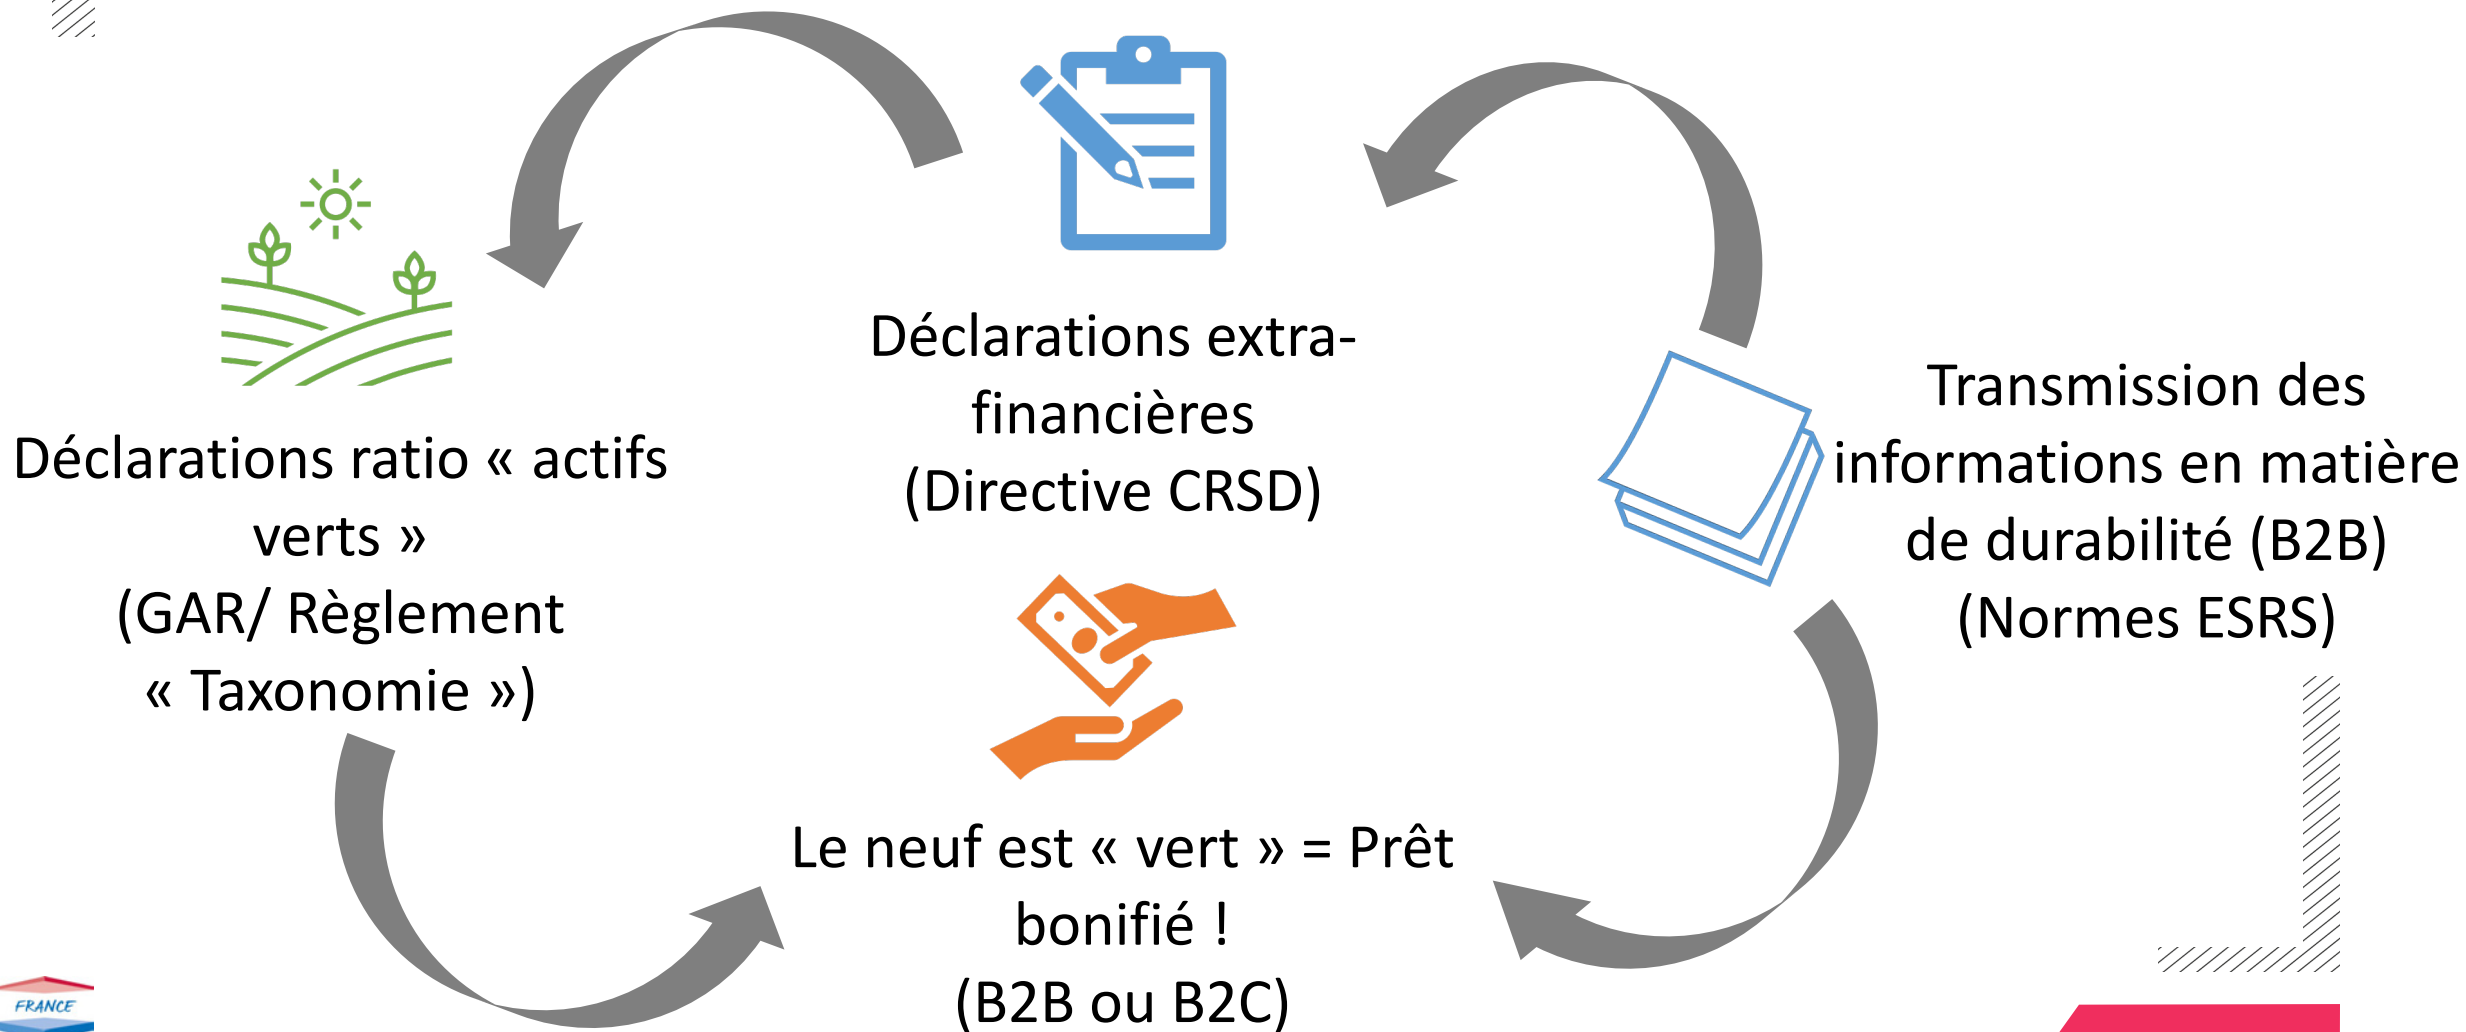 Déclarations extra-
financières
(Directive CRSD)
Déclarations ratio « actifs
verts »
(GAR/ Règlement
« Taxonomie »)
Transmission des
informations en matière
de durabilité (B2B)
(Normes ESRS)
Le neuf est « vert » = Prêt
bonifié !
(B2B ou B2C)
FRANCE